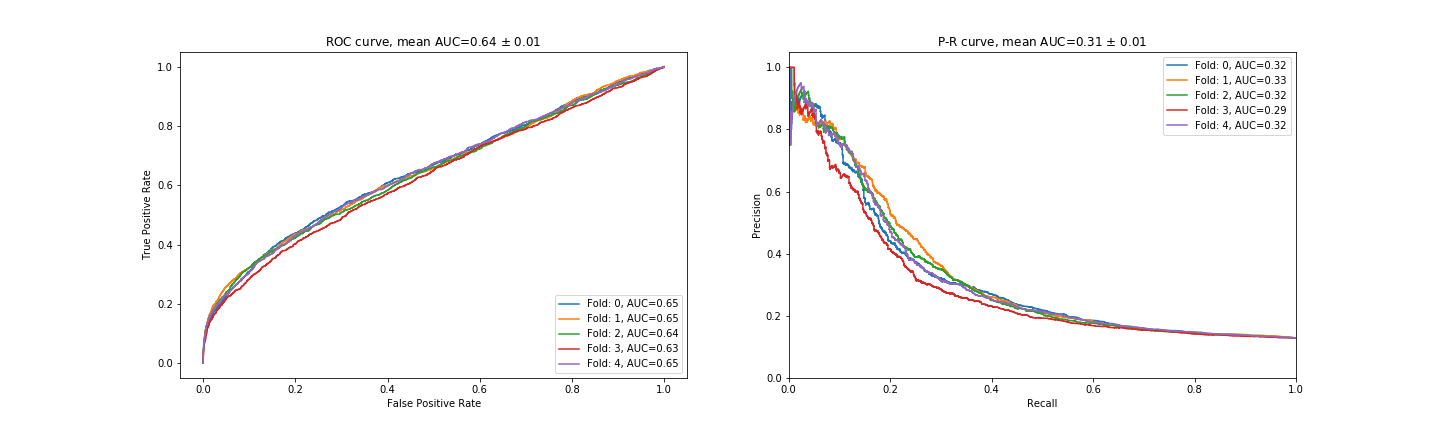 ROC curve, mean AUC=0.64 ± 0.01
True Positive Rate
1.0
0.8
0.6
0.4
0.2
0.0
Fold: 0, AUC=0.65
Fold: 1, AUC=0.65
Fold: 2, AUC=0.64
Fold: 3, AUC=0.63
Fold: 4, AUC=0.65
0.0 0.2 0.4 0.6 0.8 1.0
False Positive Rate
P-R curve, mean AUC=0.31 ± 0.01
Precision
1.0
0.8
0.6
0.4
0.2
0.0
Fold: 0, AUC=0.32
Fold: 1, AUC=0.33
Fold: 2, AUC=0.32
Fold: 3, AUC=0.29
Fold: 4, AUC=0.32
0.0 0.2 0.4 0.6 0.8 1.0
Recall